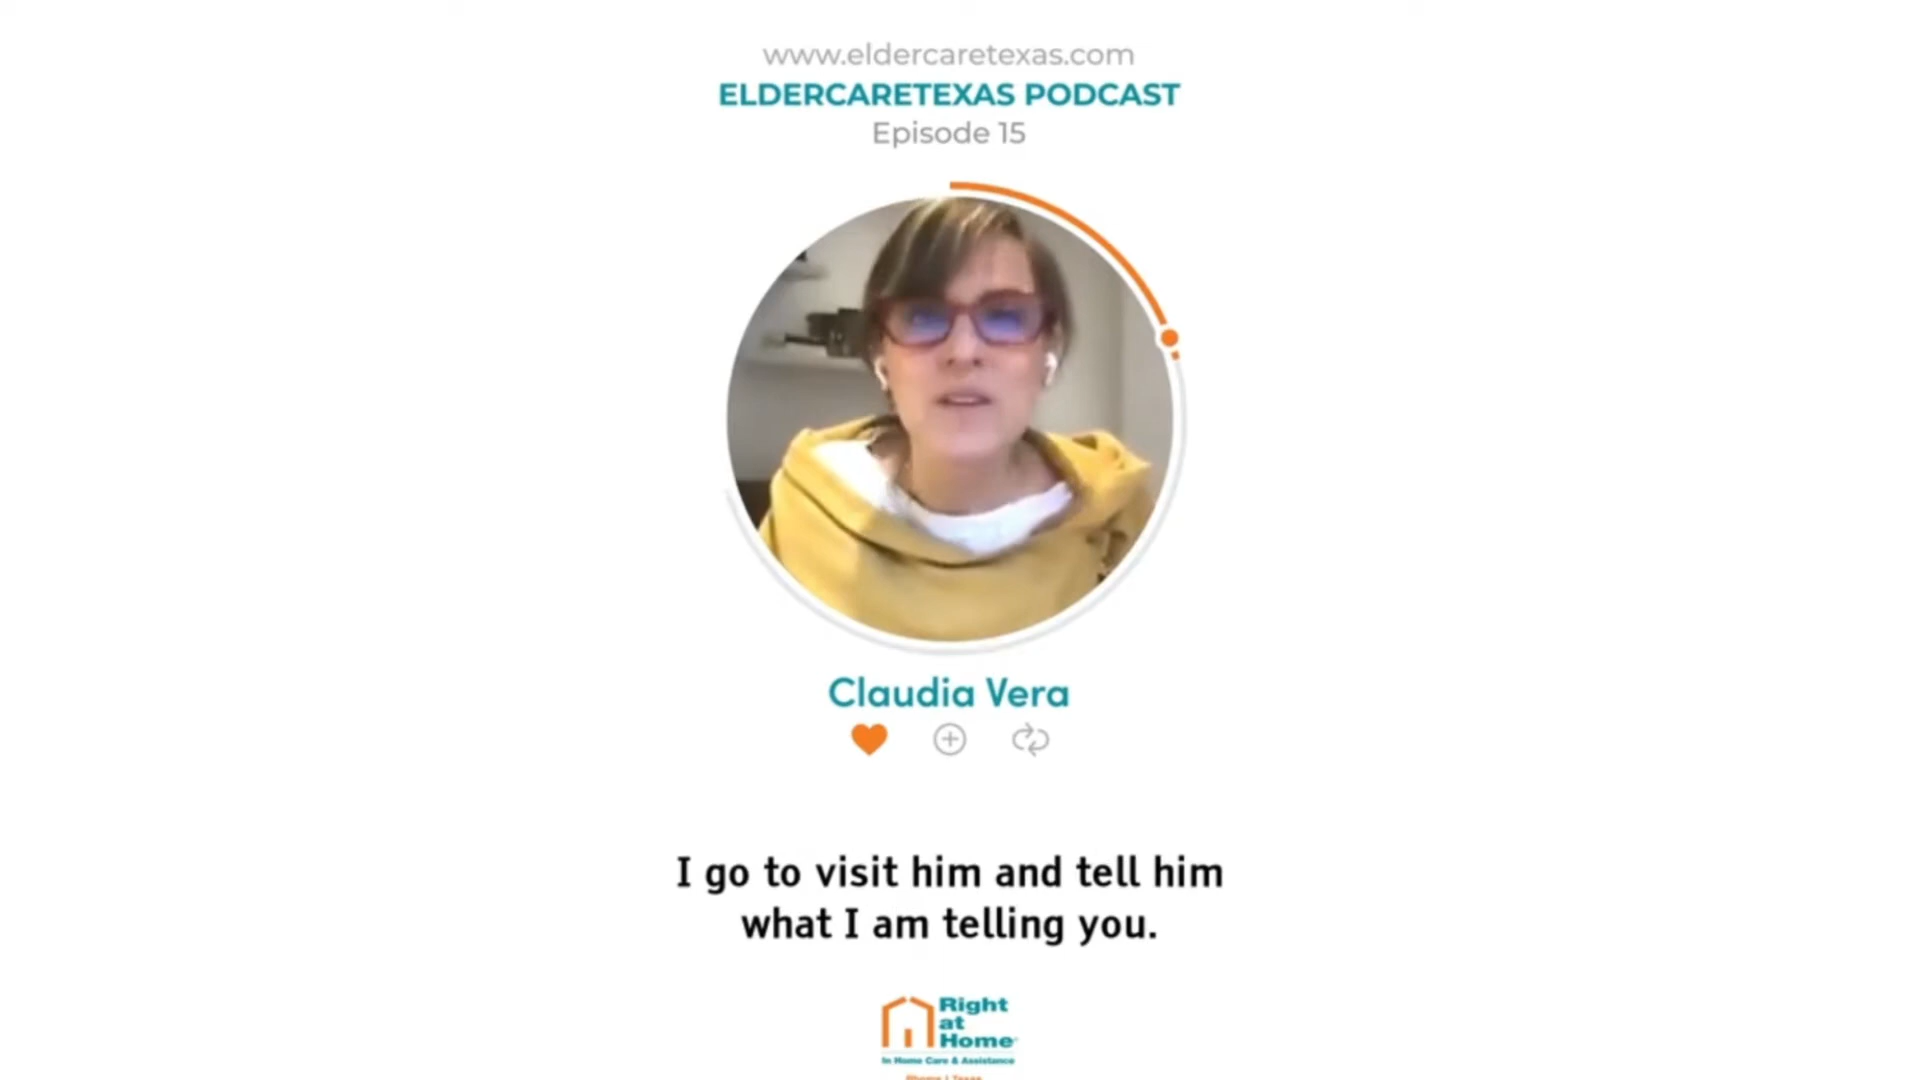 www.eldercaretexas.com
ELDERCARETEXAS PODCAST
Episode 15
Claudia Vera
I go to visit him and tell him
what I am telling you.
Right
at
Home
In Home Care & Assistance